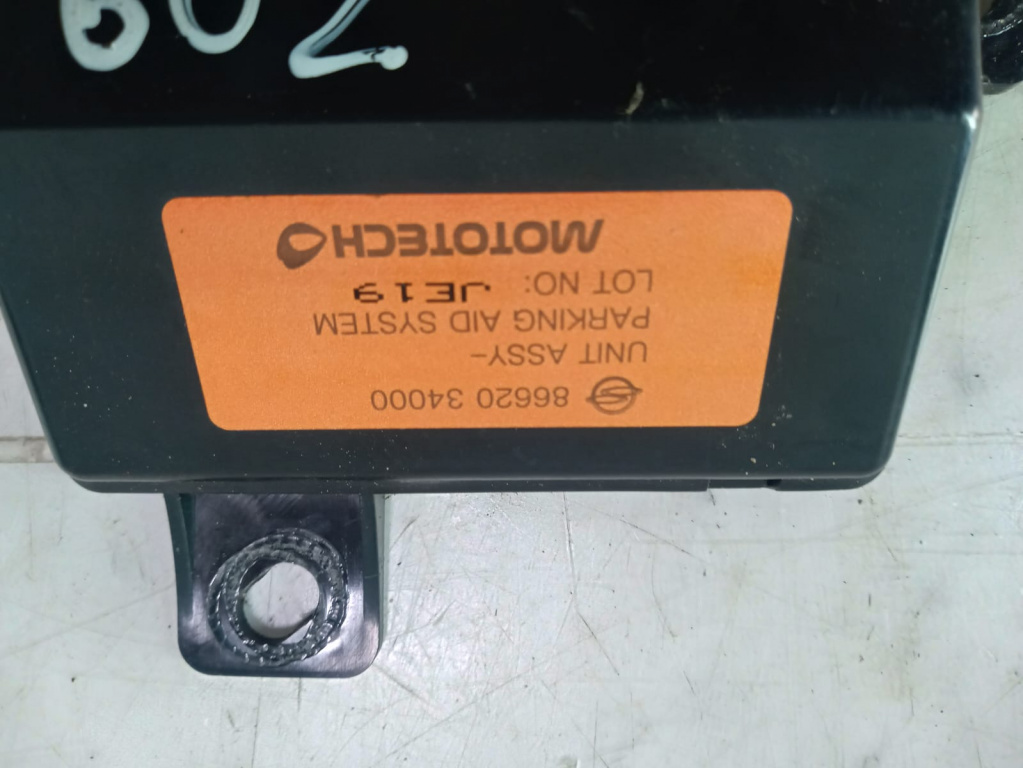 86620 34000
UNIT ASSY-
PARKING AID SYSTEM
LOT NO: JE19
MOTOTECH